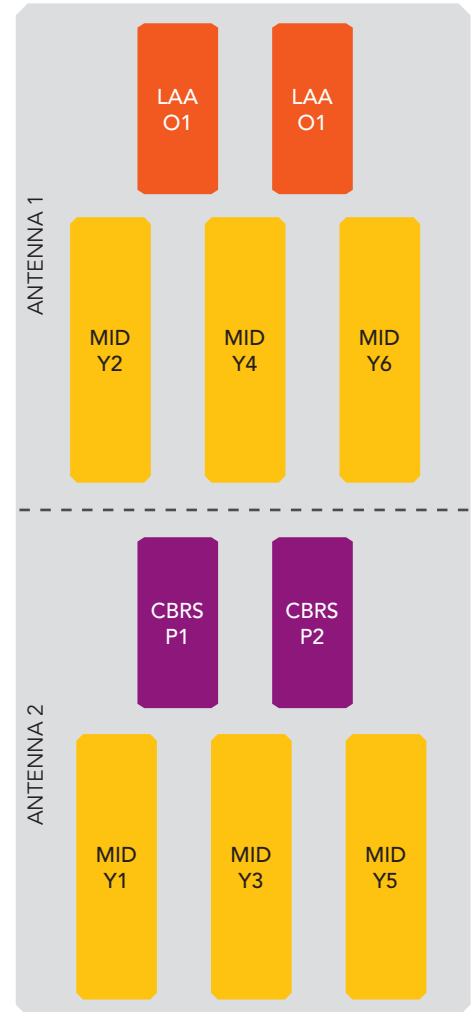 ANTENNA 1
LAA
O1
LAA
O1
MID
Y2
MID
Y4
MID
Y6
ANTENNA 2
CBRS
P1
CBRS
P2
MID
Y1
MID
Y3
MID
Y5